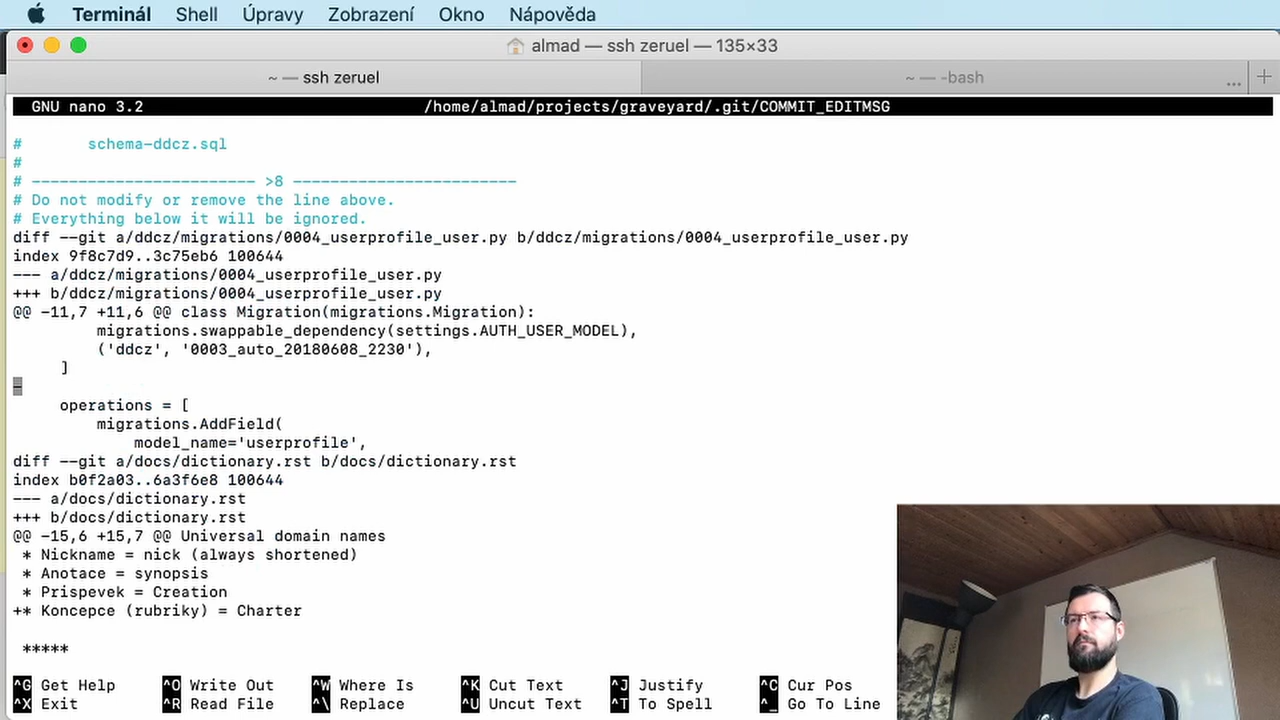 Terminál Shell Úpravy Zobrazení Okno Nápověda
almad — ssh zeruel — 135×33
~ — ssh zeruel
~ — -bash
... +
GNU nano 3.2 /home/almad/projects/graveyard/.git/COMMIT_EDITMSG
# schema-ddcz.sql
#
# ------------------------ >8 ------------------------
# Do not modify or remove the line above.
# Everything below it will be ignored.
diff --git a/ddcz/migrations/0004_userprofile_user.py b/ddcz/migrations/0004_userprofile_user.py
index 9f8c7d9..3c75eb6 100644
--- a/ddcz/migrations/0004_userprofile_user.py
+++ b/ddcz/migrations/0004_userprofile_user.py
@@ -11,7 +11,6 @@ class Migration(migrations.Migration):
migrations.swappable_dependency(settings.AUTH_USER_MODEL),
('ddcz', '0003_auto_20180608_2230'),
]
-
operations = [
migrations.AddField(
model_name='userprofile',
diff --git a/docs/dictionary.rst b/docs/dictionary.rst
index b0f2a03..6a3f6e8 100644
--- a/docs/dictionary.rst
+++ b/docs/dictionary.rst
@@ -15,6 +15,7 @@ Universal domain names
* Nickname = nick (always shortened)
* Anotace = synopsis
* Prispevek = Creation
+* Koncepce (rubriky) = Charter
*****
^G Get Help ^O Write Out ^W Where Is ^K Cut Text ^J Justify ^C Cur Pos
^X Exit ^R Read File ^\ Replace ^U Uncut Text ^T To Spell ^_ Go To Line